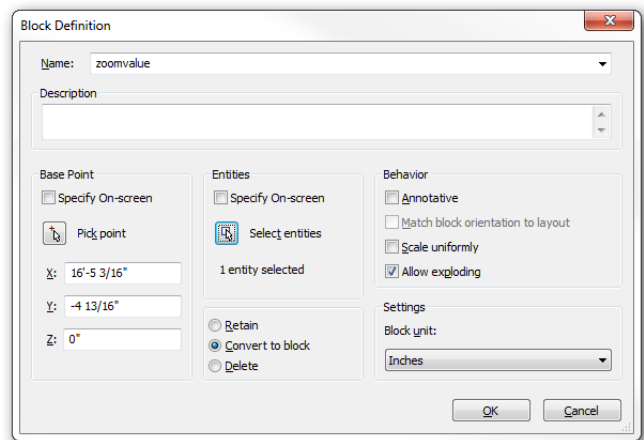 Block Definition
Name: zoomvalue
Description
Base Point
Specify On-screen
Pick point
X: 16'-5 3/16"
Y: -4 13/16"
Z: 0"
Entities
Specify On-screen
Select entities
1 entity selected
Retain
Convert to block
Delete
Behavior
Annotative
Match block orientation to layout
Scale uniformly
Allow exploding
Settings
Block unit:
Inches
OK Cancel